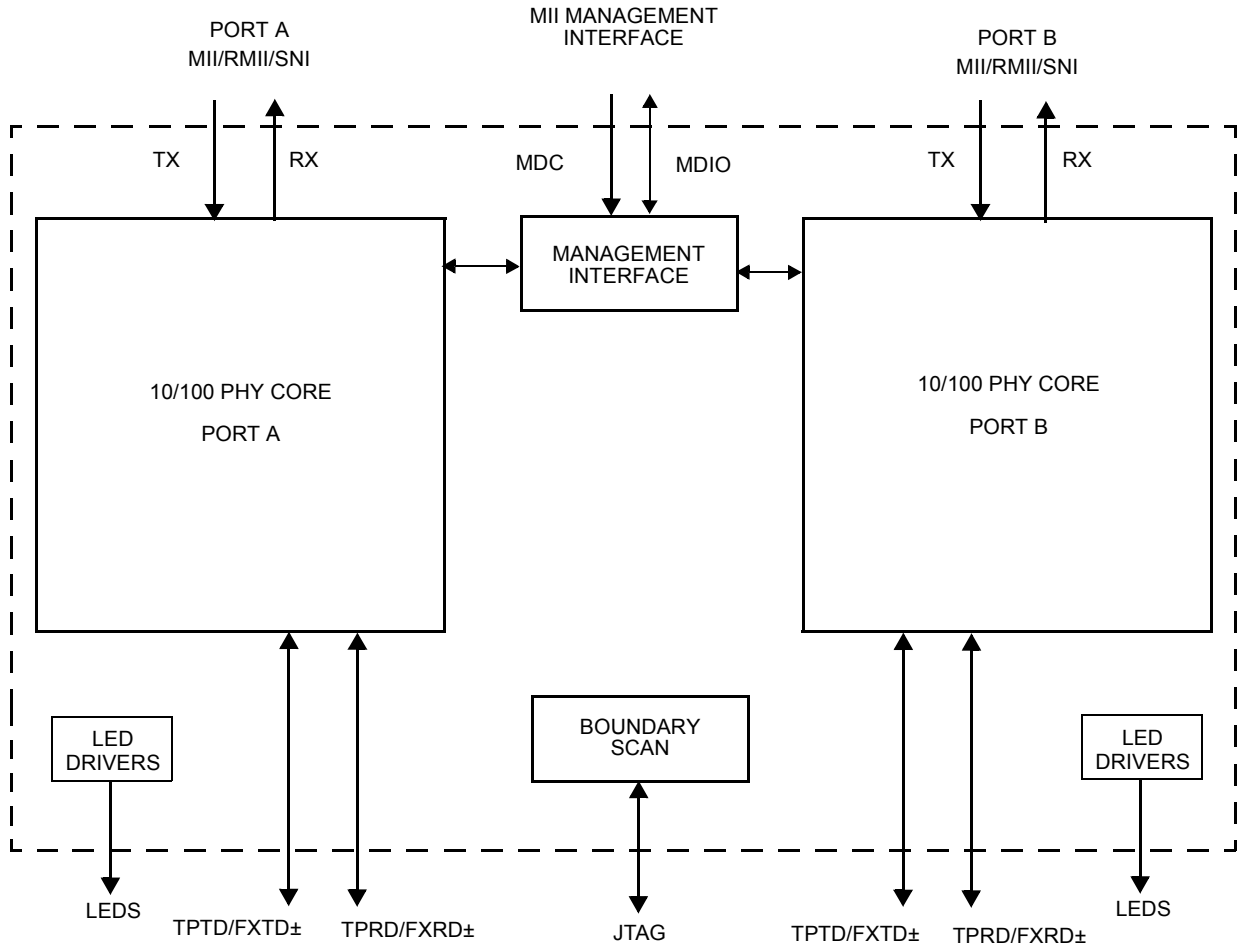 PORT A
MII/RMII/SNI
MII MANAGEMENT
INTERFACE
PORT B
MII/RMII/SNI
TX
RX
MDC
MDIO
TX
RX
MANAGEMENT
INTERFACE
10/100 PHY CORE
PORT A
10/100 PHY CORE
PORT B
LED
DRIVERS
BOUNDARY
SCAN
LED
DRIVERS
LEDS
TPTD/FXTD±
TPRD/FXRD±
JTAG
TPTD/FXTD±
TPRD/FXRD±
LEDS